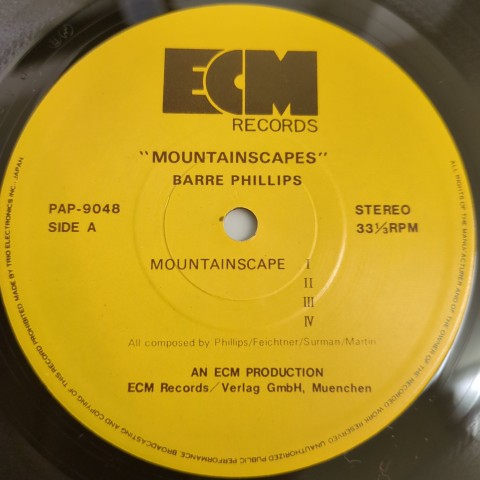 ECM
RECORDS
"MOUNTAINSCAPES"
BARRE PHILLIPS
PAP-9048
SIDE A
STEREO
33⅓RPM
MOUNTAINSCAPE I
II
III
IV
All composed by Phillips/Feichtner/Surman/Martin
AN ECM PRODUCTION
ECM Records/Verlag GmbH, Muenchen
ALL RIGHTS OF THE MANUFACTURER AND OF THE OWNER OF THE RECORDED WORK RESERVED. UNAUTHORIZED PUBLIC PERFORMANCE, BROADCASTING AND COPYING OF THIS RECORD PROHIBITED MADE BY TRIO ELECTRONICS INC., JAPAN